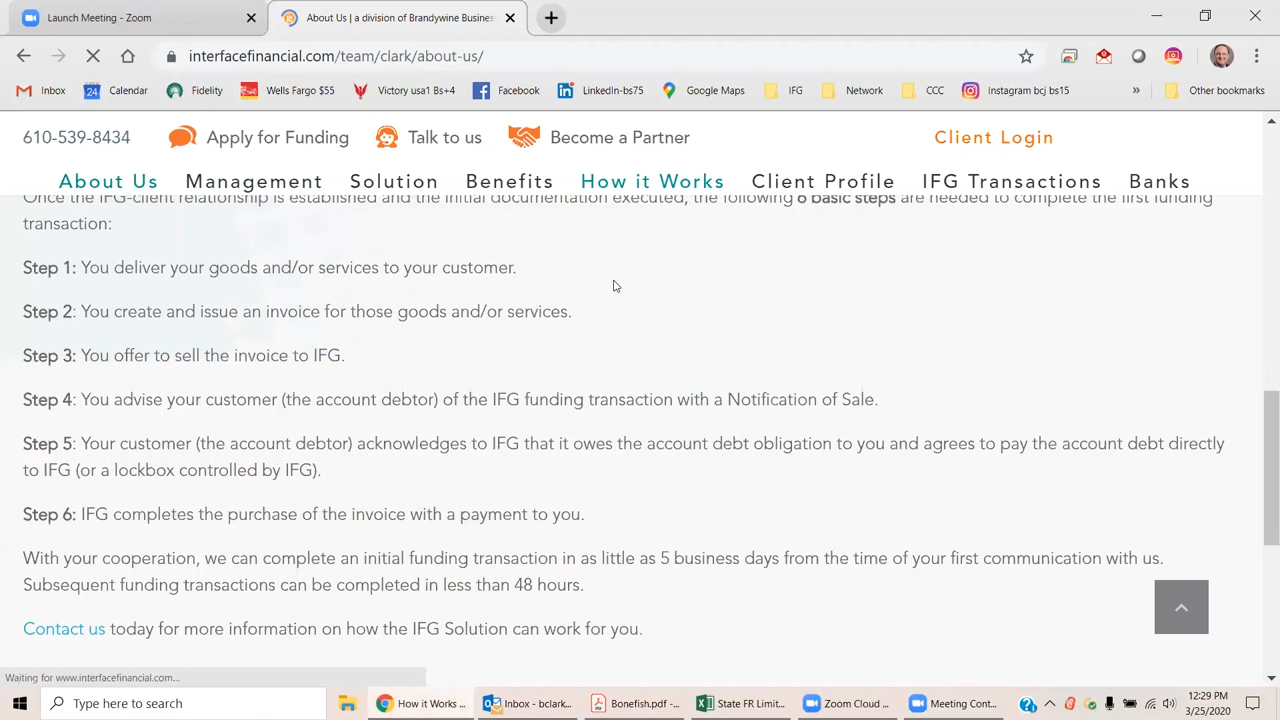 Launch Meeting - Zoom
About Us | a division of Brandywine Busines
interfacefinancial.com/team/clark/about-us/
Inbox 24 Calendar Fidelity Wells Fargo $55 Victory usa1 Bs+4 Facebook LinkedIn-bs75 Google Maps IFG Network CCC Instagram bcj bs15 » Other bookmarks
610-539-8434 Apply for Funding Talk to us Become a Partner Client Login
About Us Management Solution Benefits How it Works Client Profile IFG Transactions Banks
Once the IFG-client relationship is established and the initial documentation executed, the following 6 basic steps are needed to complete the first funding
transaction:
Step 1: You deliver your goods and/or services to your customer.
Step 2: You create and issue an invoice for those goods and/or services.
Step 3: You offer to sell the invoice to IFG.
Step 4: You advise your customer (the account debtor) of the IFG funding transaction with a Notification of Sale.
Step 5: Your customer (the account debtor) acknowledges to IFG that it owes the account debt obligation to you and agrees to pay the account debt directly
to IFG (or a lockbox controlled by IFG).
Step 6: IFG completes the purchase of the invoice with a payment to you.
With your cooperation, we can complete an initial funding transaction in as little as 5 business days from the time of your first communication with us.
Subsequent funding transactions can be completed in less than 48 hours.
Contact us today for more information on how the IFG Solution can work for you.
Waiting for www.interfacefinancial.com...
Type here to search How it Works ... Inbox - bclark... Bonefish.pdf -... State FR Limit... Zoom Cloud ... Meeting Cont... 12:29 PM
3/25/2020